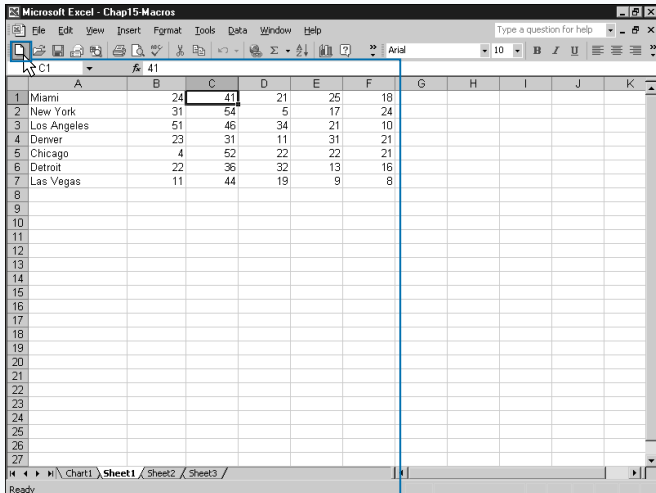 Microsoft Excel - Chap15-Macros
File Edit View Insert Format Tools Data Window Help Type a question for help
Arial 10 B I U
C1 fx 41
A B C D E F G H I J K
1 Miami 24 41 21 25 18
2 New York 31 54 5 17 24
3 Los Angeles 51 46 34 21 10
4 Denver 23 31 11 31 21
5 Chicago 4 52 22 22 21
6 Detroit 22 36 32 13 16
7 Las Vegas 11 44 19 9 8
8
9
10
11
12
13
14
15
16
17
18
19
20
21
22
23
24
25
26
27
Chart1 Sheet1 Sheet2 Sheet3
Ready